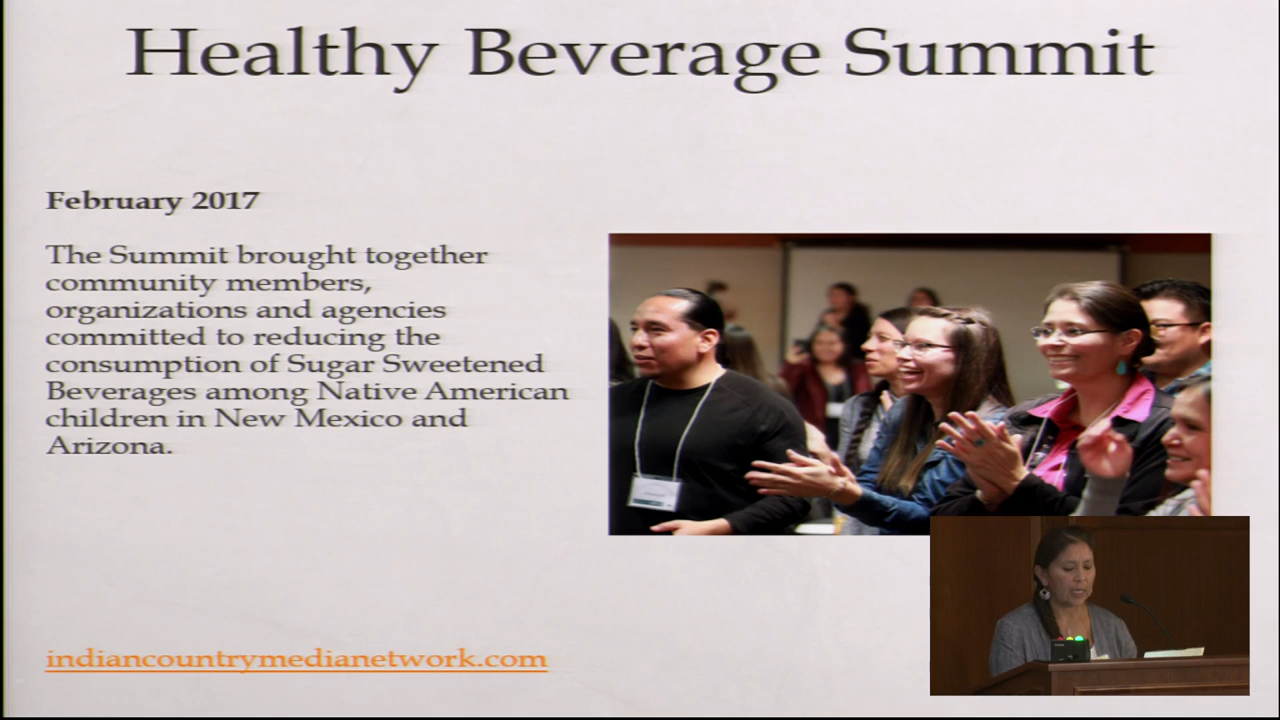 Healthy Beverage Summit
February 2017
The Summit brought together
community members,
organizations and agencies
committed to reducing the
consumption of Sugar Sweetened
Beverages among Native American
children in New Mexico and
Arizona.
indiancountrymedianetwork.com